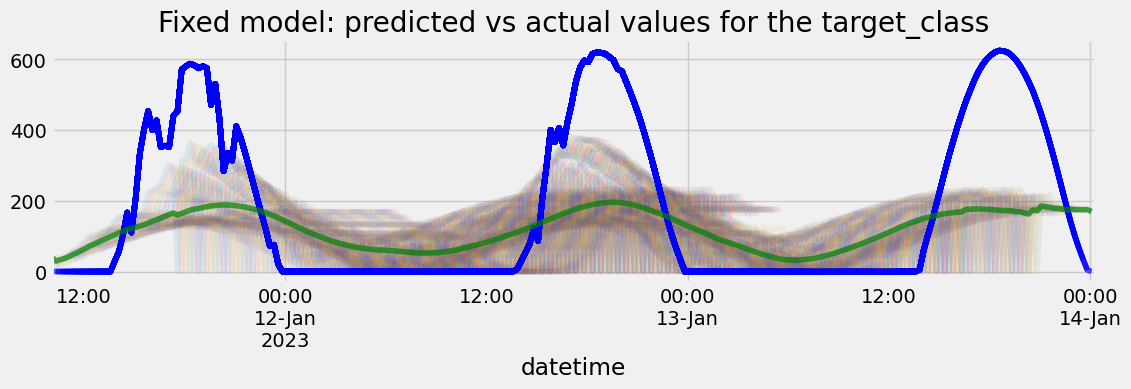 Fixed model: predicted vs actual values for the target_class
600
400
200
0
12:00 00:00 12:00 00:00 12:00 00:00
12-Jan 13-Jan 14-Jan
2023
datetime